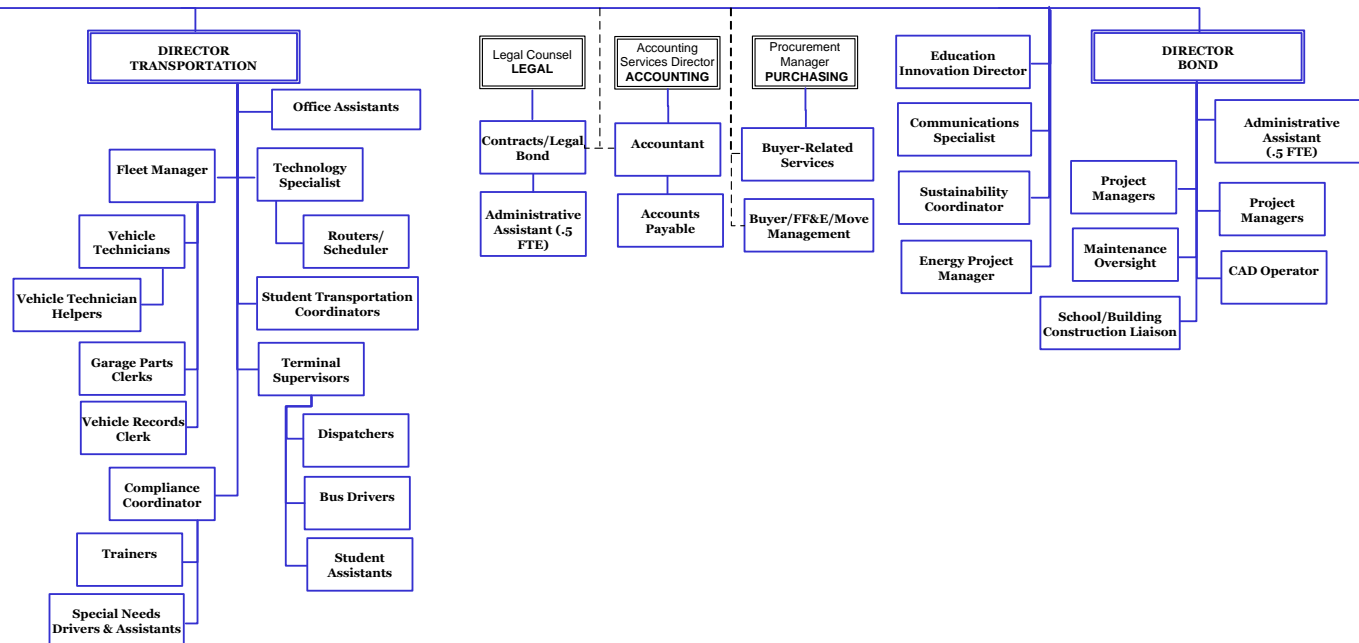 DIRECTOR
TRANSPORTATION
Office Assistants
Fleet Manager
Technology
Specialist
Vehicle
Technicians
Routers/
Scheduler
Vehicle Technician
Helpers
Student Transportation
Coordinators
Garage Parts
Clerks
Terminal
Supervisors
Vehicle Records
Clerk
Dispatchers
Compliance
Coordinator
Bus Drivers
Trainers
Student
Assistants
Special Needs
Drivers & Assistants
Legal Counsel
LEGAL
Contracts/Legal
Bond
Administrative
Assistant (.5
FTE)
Accounting
Services Director
ACCOUNTING
Accountant
Accounts
Payable
Procurement
Manager
PURCHASING
Buyer-Related
Services
Buyer/FF&E/Move
Management
Education
Innovation Director
Communications
Specialist
Sustainability
Coordinator
Energy Project
Manager
DIRECTOR
BOND
Administrative
Assistant
(.5 FTE)
Project
Managers
Project
Managers
Maintenance
Oversight
CAD Operator
School/Building
Construction Liaison